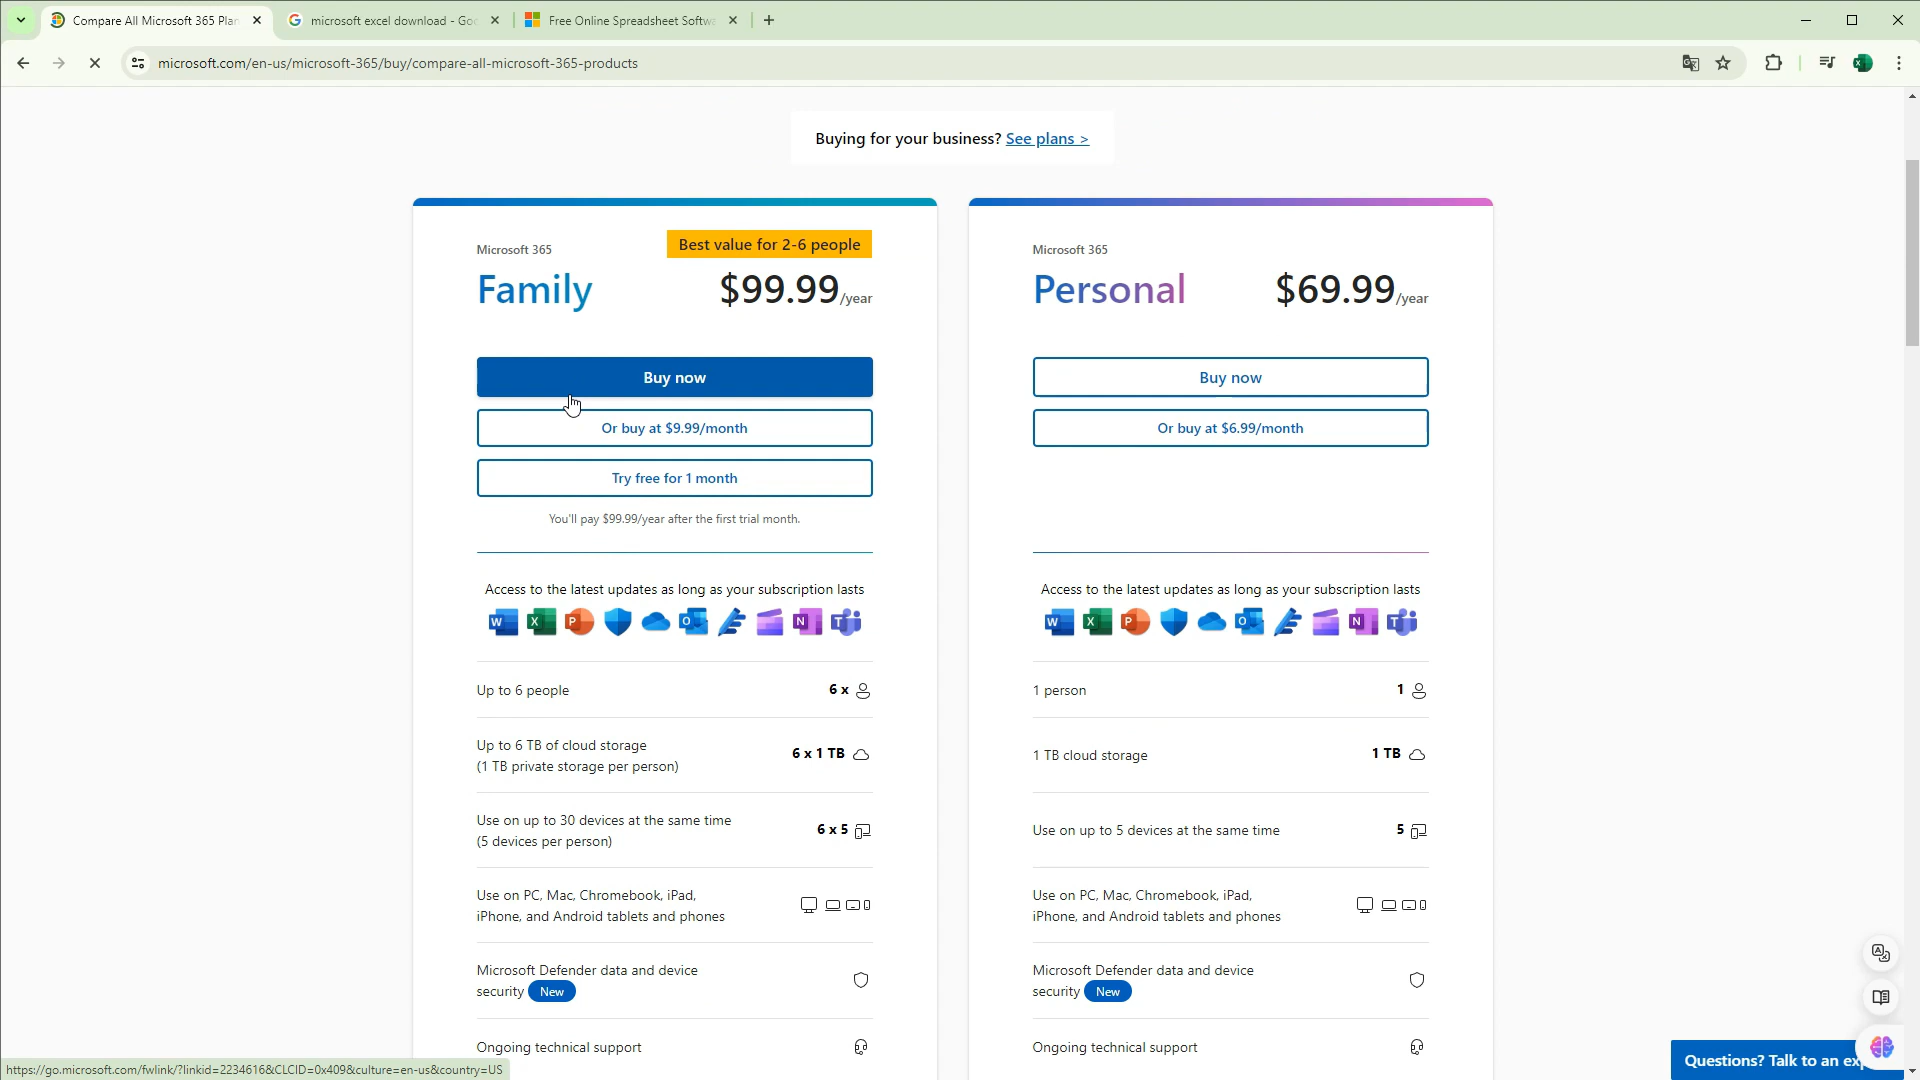 Compare All Microsoft 365 Plan
microsoft excel download - Goo
Free Online Spreadsheet Softwa
microsoft.com/en-us/microsoft-365/buy/compare-all-microsoft-365-products
Buying for your business? See plans >
Microsoft 365
Best value for 2-6 people
Family
$99.99/year
Buy now
Or buy at $9.99/month
Try free for 1 month
You'll pay $99.99/year after the first trial month.
Access to the latest updates as long as your subscription lasts
Up to 6 people
6 x
Up to 6 TB of cloud storage
(1 TB private storage per person)
6 x 1 TB
Use on up to 30 devices at the same time
(5 devices per person)
6 x 5
Use on PC, Mac, Chromebook, iPad,
iPhone, and Android tablets and phones
Microsoft Defender data and device
security New
Ongoing technical support
Microsoft 365
Personal
$69.99/year
Buy now
Or buy at $6.99/month
Access to the latest updates as long as your subscription lasts
1 person
1
1 TB cloud storage
1 TB
Use on up to 5 devices at the same time
5
Use on PC, Mac, Chromebook, iPad,
iPhone, and Android tablets and phones
Microsoft Defender data and device
security New
Ongoing technical support
Questions? Talk to an exp
https://go.microsoft.com/fwlink/?linkid=2234616&CLCID=0x409&culture=en-us&country=US